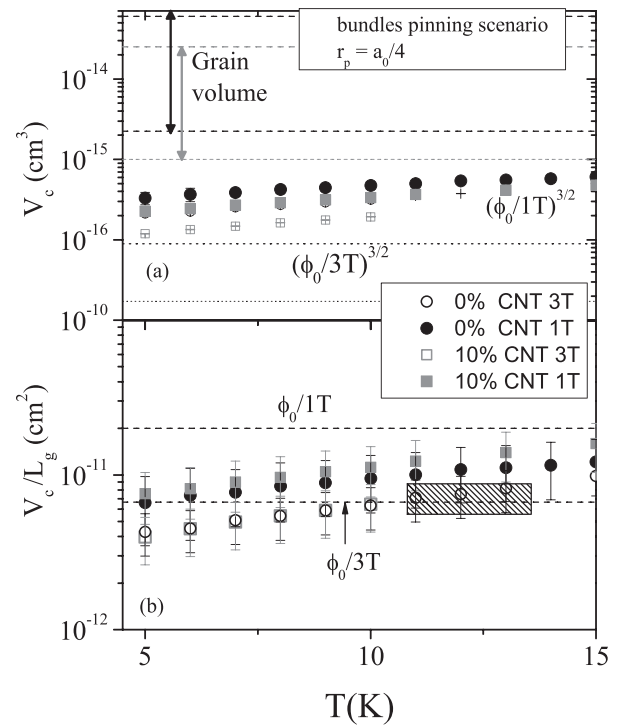 bundles pinning scenario
r_p = a_0/4
Grain
volume
10^-14
10^-15
10^-16
V_c (cm^3)
(ϕ_0/1T)^3/2
(ϕ_0/3T)^3/2
(a)
10^-10
0% CNT 3T
0% CNT 1T
10% CNT 3T
10% CNT 1T
ϕ_0/1T
V_c/L_g (cm^2)
10^-11
ϕ_0/3T
(b)
10^-12
5 10 15
T(K)